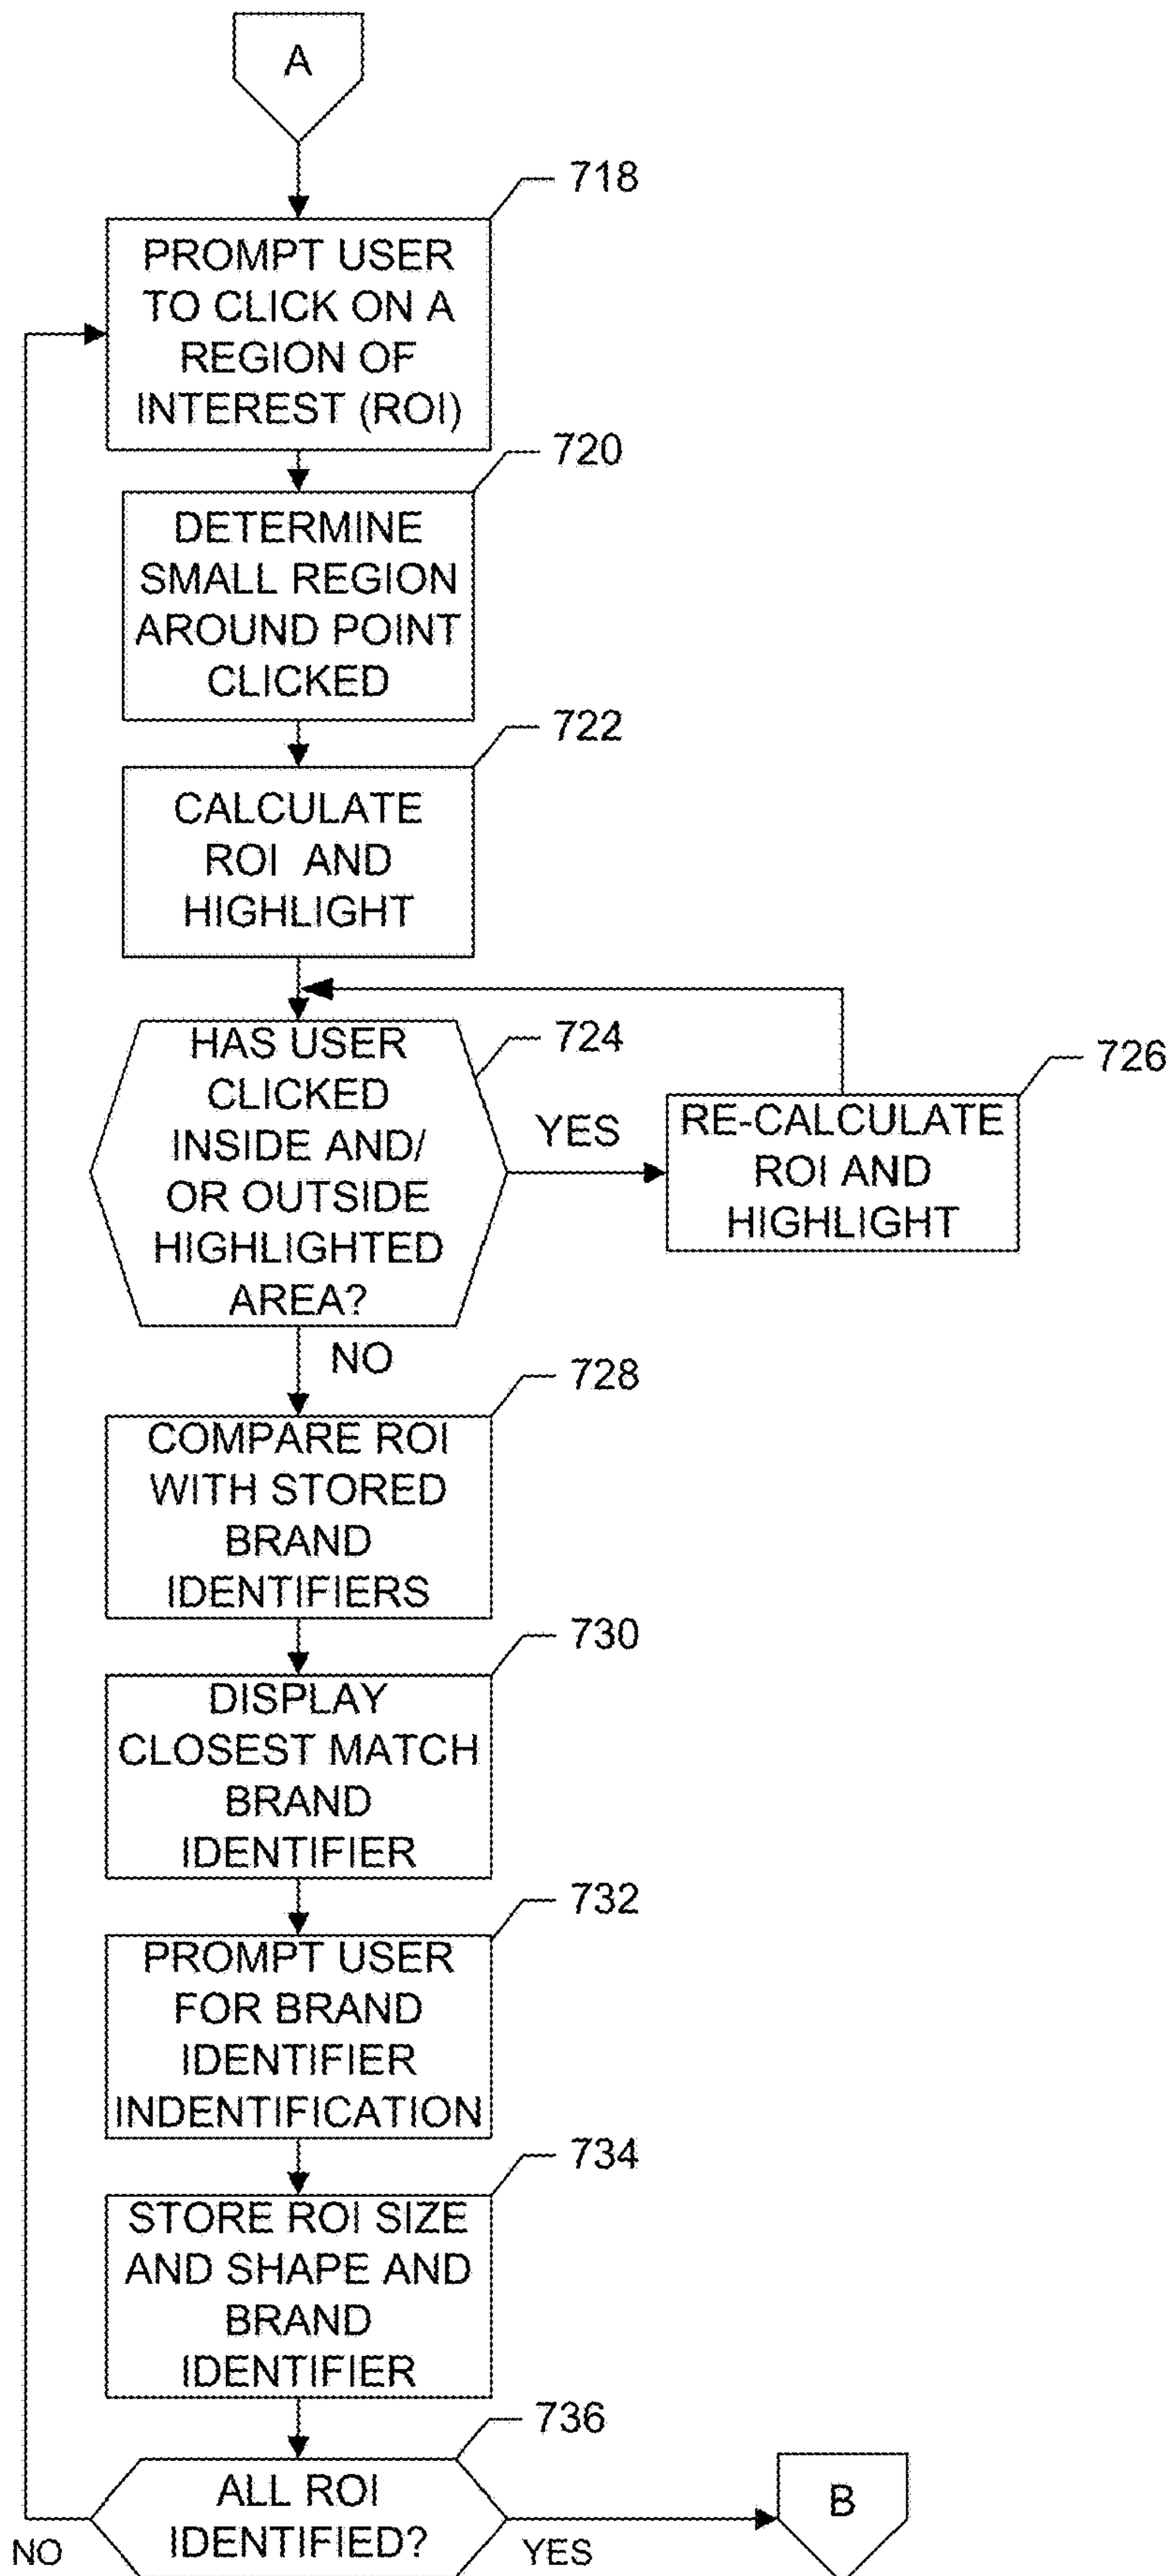 A
718
PROMPT USER
TO CLICK ON A
REGION OF
INTEREST (ROI)
720
DETERMINE
SMALL REGION
AROUND POINT
CLICKED
722
CALCULATE
ROI AND
HIGHLIGHT
724
HAS USER
CLICKED
INSIDE AND/
OR OUTSIDE
HIGHLIGHTED
AREA?
YES
726
RE-CALCULATE
ROI AND
HIGHLIGHT
NO
728
COMPARE ROI
WITH STORED
BRAND
IDENTIFIERS
730
DISPLAY
CLOSEST MATCH
BRAND
IDENTIFIER
732
PROMPT USER
FOR BRAND
IDENTIFIER
INDENTIFICATION
734
STORE ROI SIZE
AND SHAPE AND
BRAND
IDENTIFIER
736
ALL ROI
IDENTIFIED?
NO
YES
B